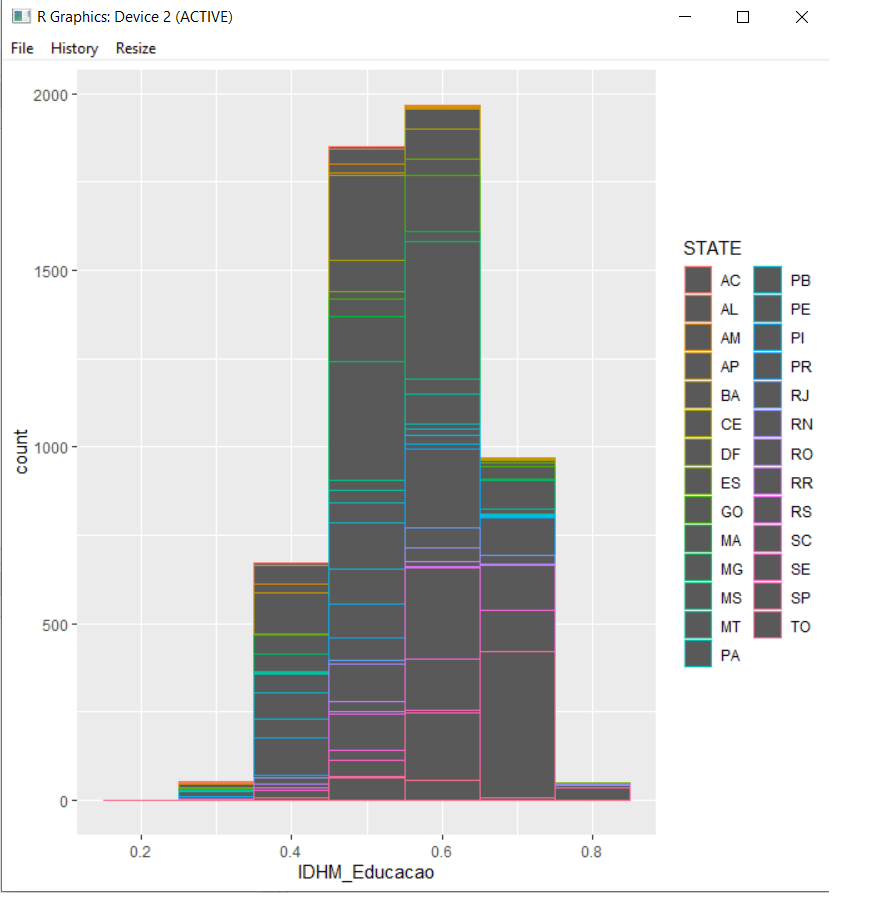 R Graphics: Device 2 (ACTIVE)
File History Resize
2000
1500
1000
500
0
count
0.2 0.4 0.6 0.8
IDHM_Educacao
STATE
AC PB
AL PE
AM PI
AP PR
BA RJ
CE RN
DF RO
ES RR
GO RS
MA SC
MG SE
MS SP
MT TO
PA